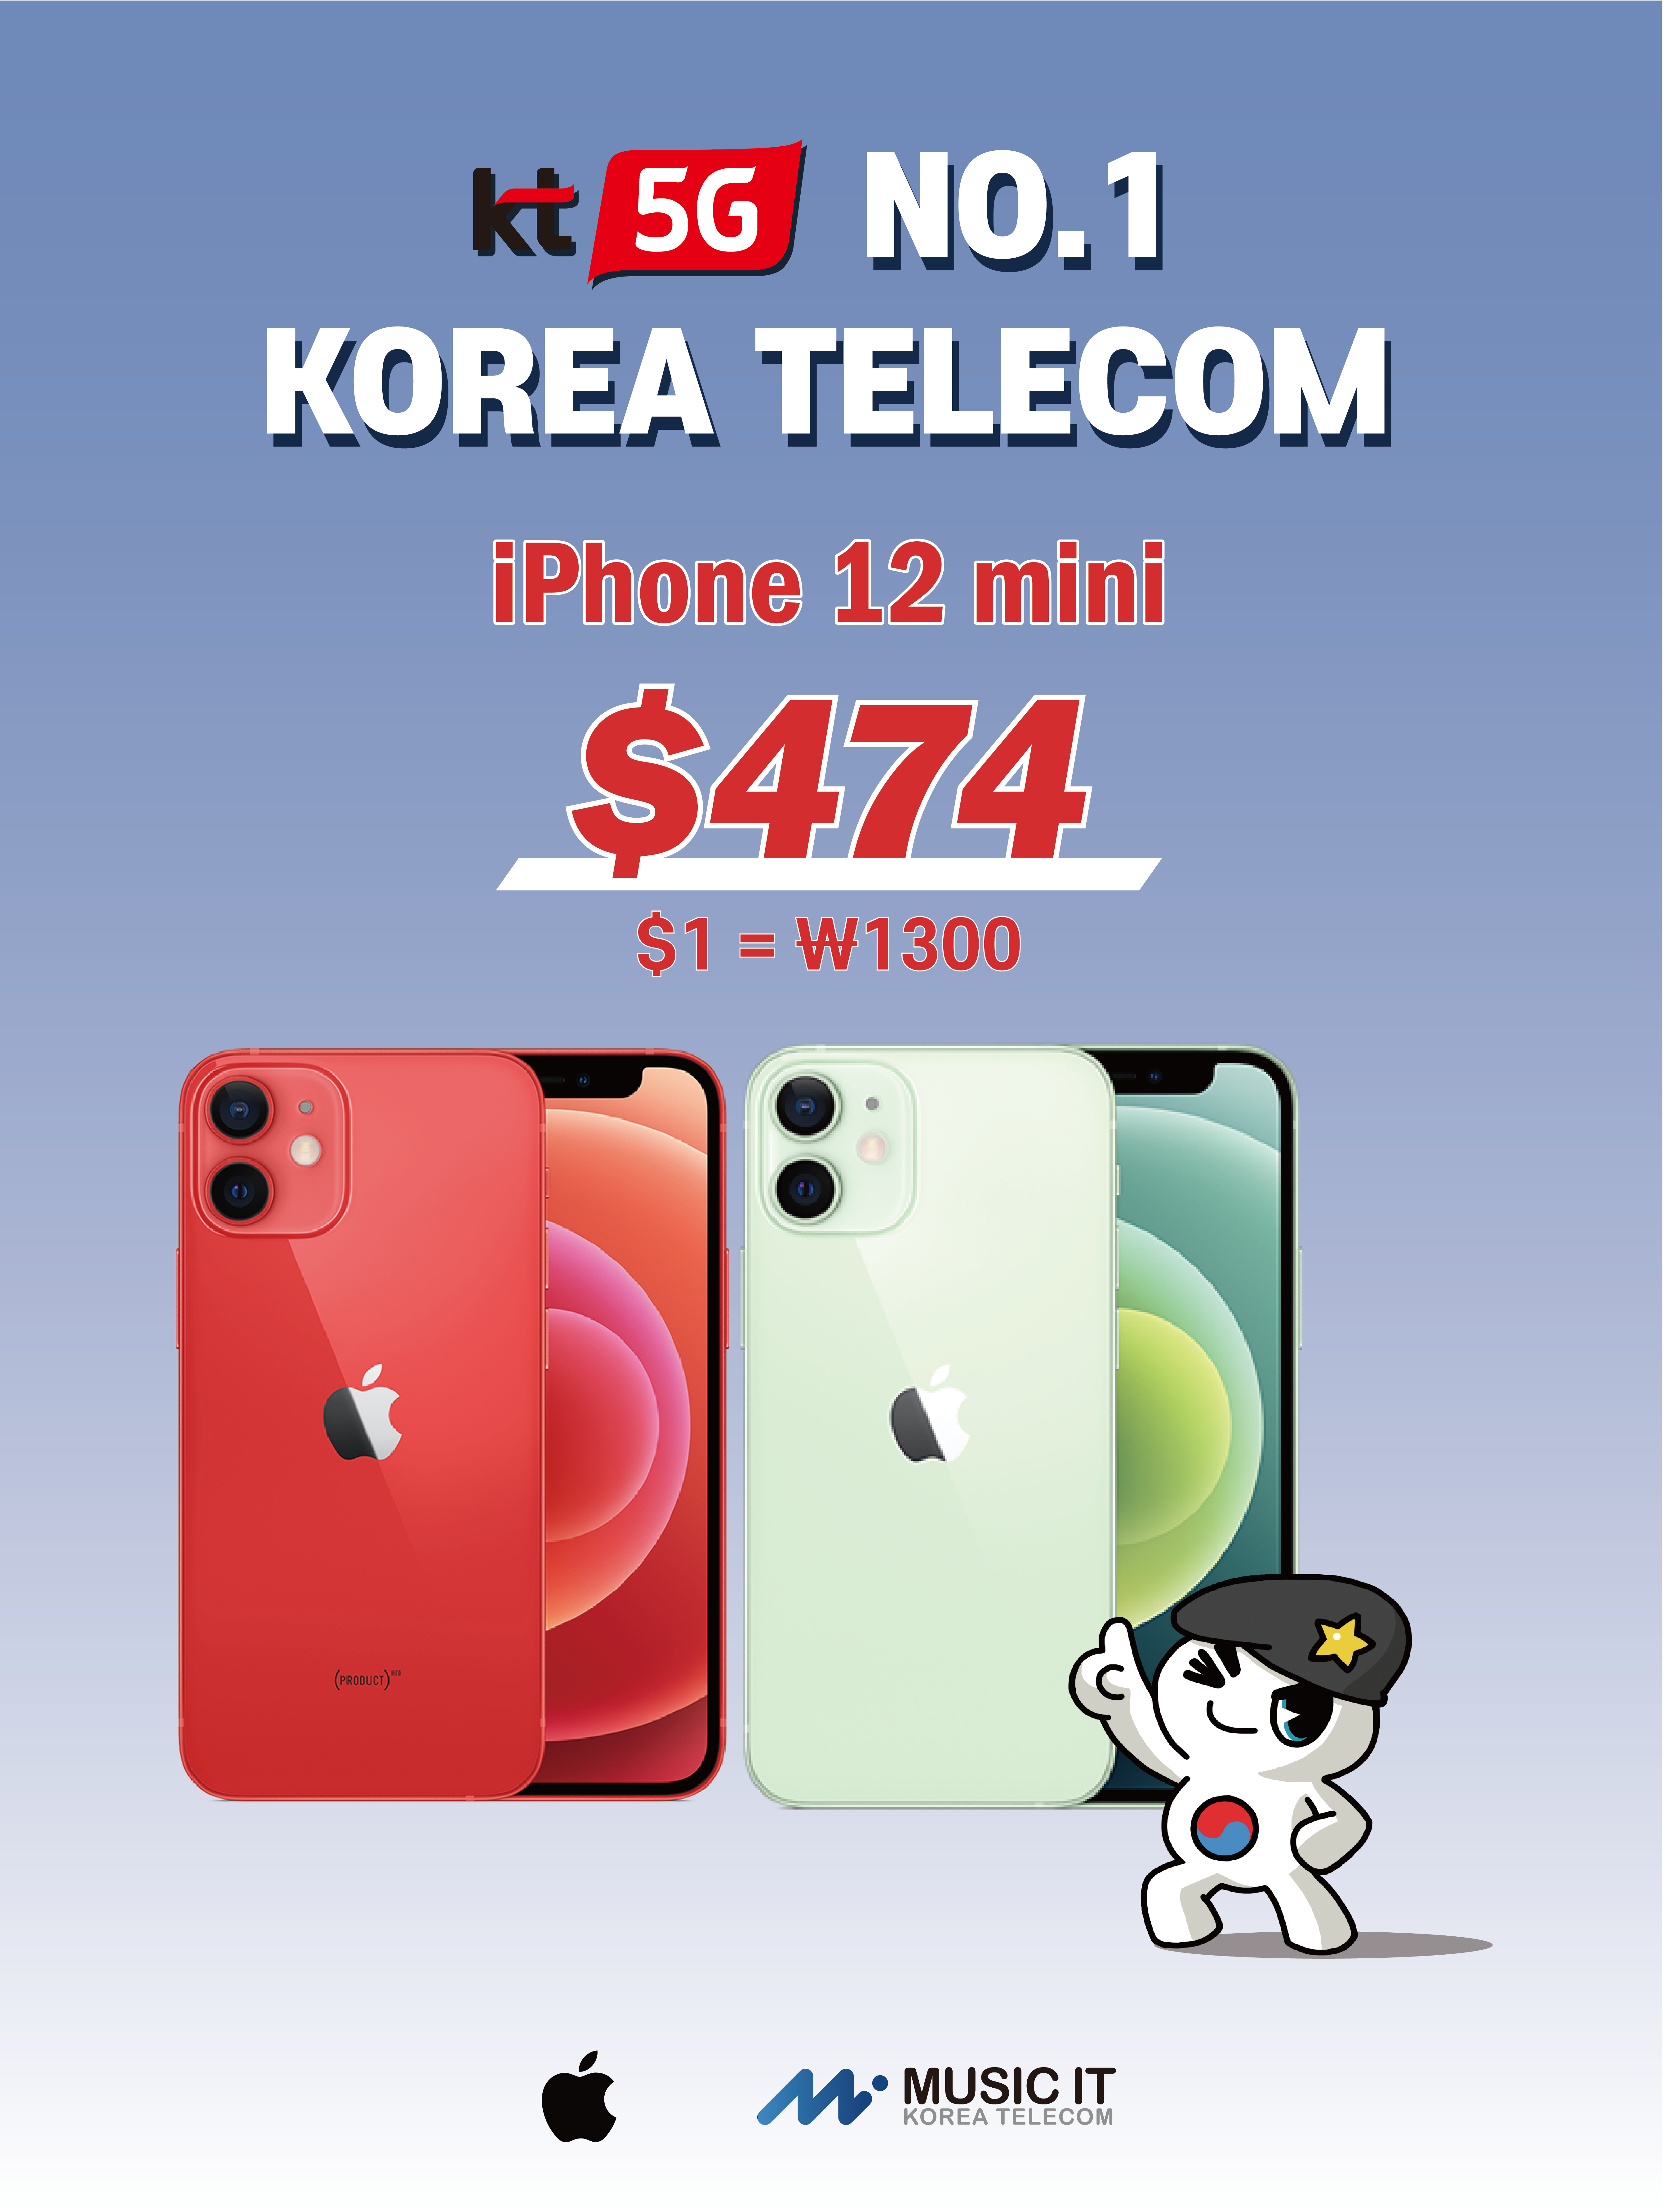 kt 5G NO.1
KOREA TELECOM
iPhone 12 mini
$474
$1 = ₩1300
(PRODUCT)RED
MUSIC IT
KOREA TELECOM